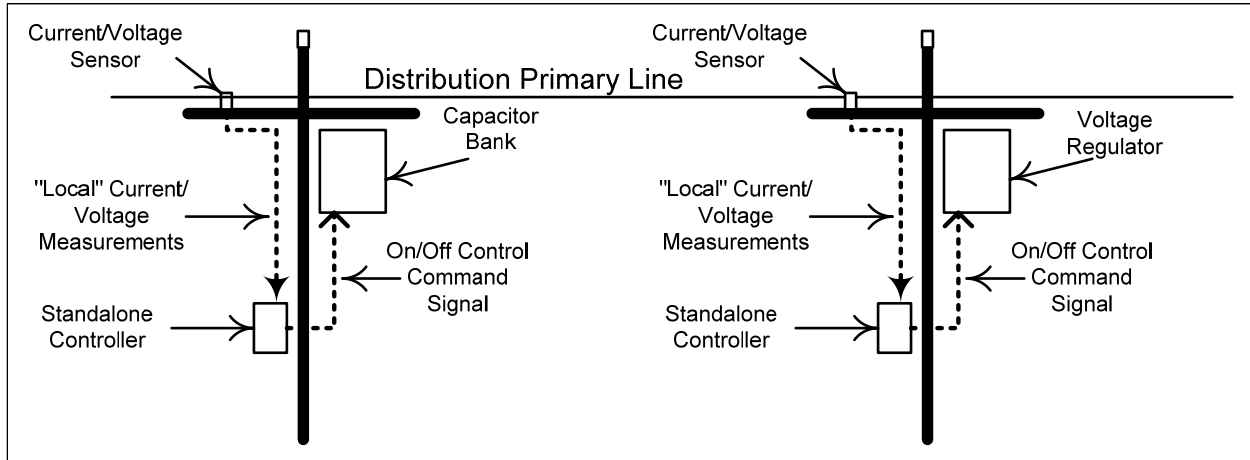 Current/Voltage
Sensor
Distribution Primary Line
Capacitor
Bank
"Local" Current/
Voltage
Measurements
On/Off Control
Command
Signal
Standalone
Controller
Current/Voltage
Sensor
Voltage
Regulator
"Local" Current/
Voltage
Measurements
On/Off Control
Command
Signal
Standalone
Controller